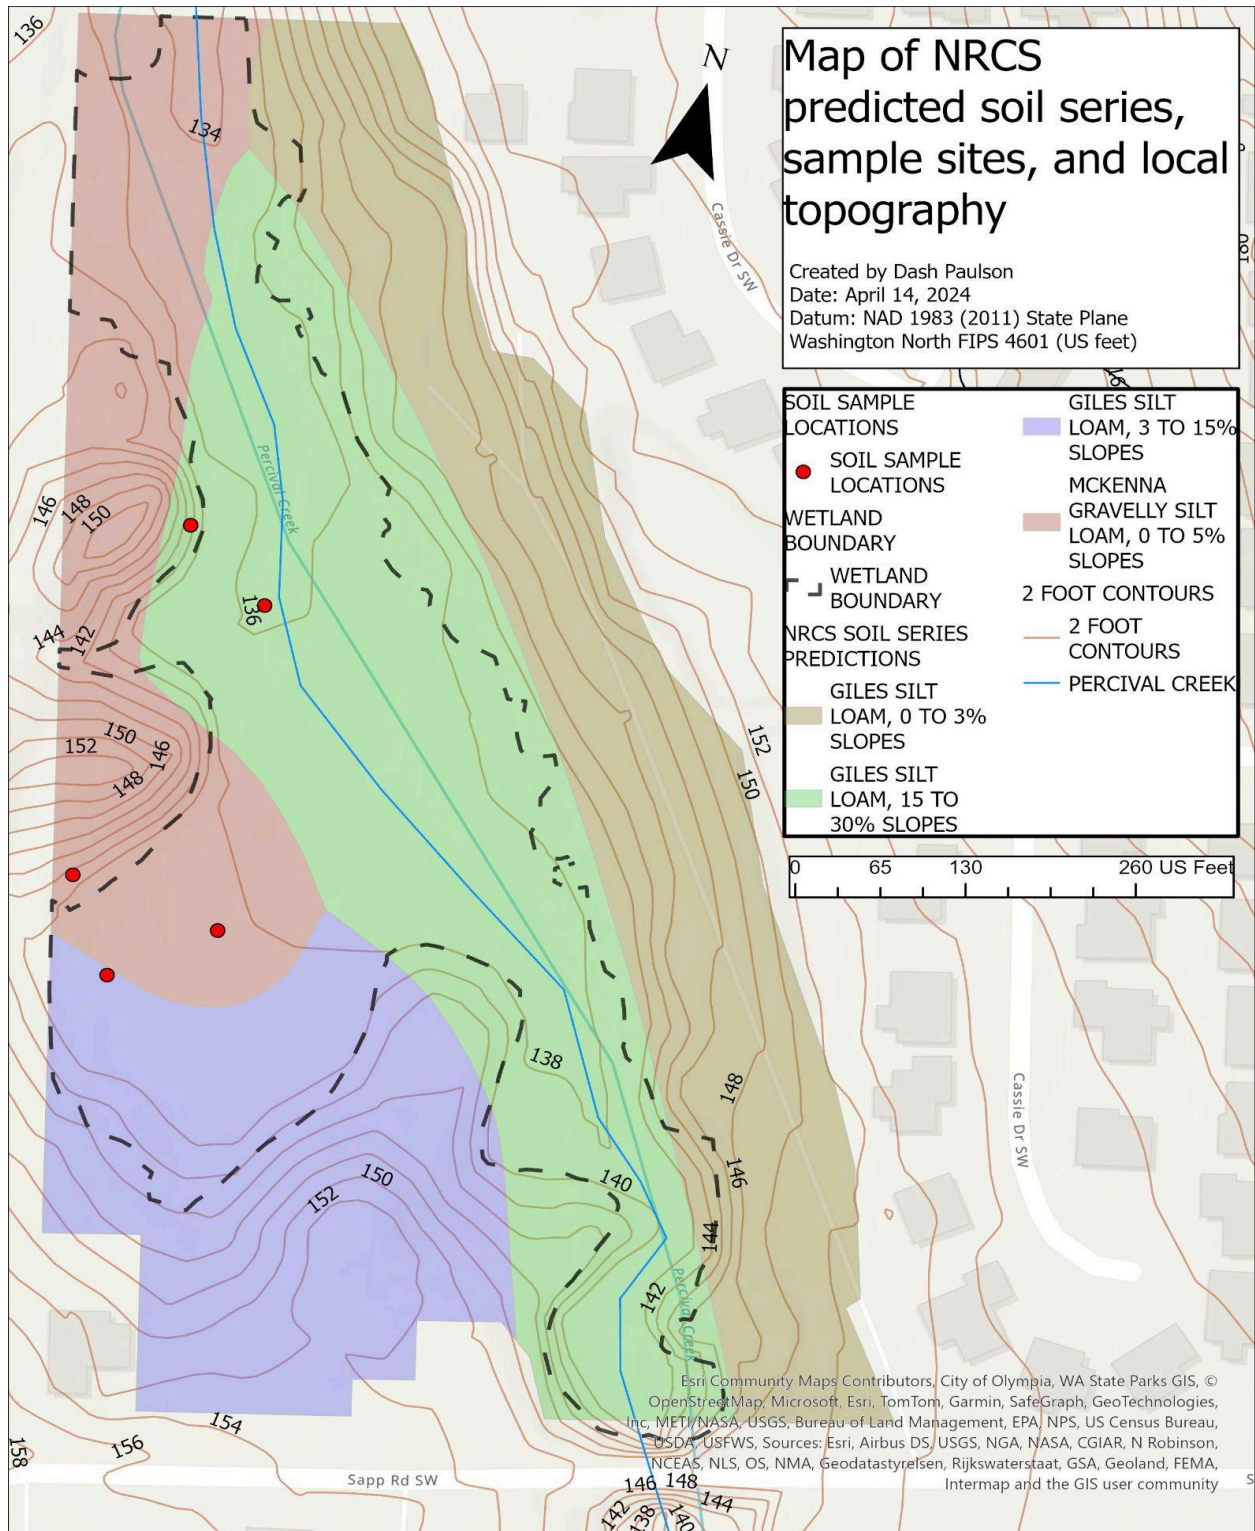 Map of NRCS
predicted soil series,
sample sites, and local
topography
Created by Dash Paulson
Date: April 14, 2024
Datum: NAD 1983 (2011) State Plane
Washington North FIPS 4601 (US feet)
N
SOIL SAMPLE
LOCATIONS
SOIL SAMPLE
LOCATIONS
WETLAND
BOUNDARY
WETLAND
BOUNDARY
NRCS SOIL SERIES
PREDICTIONS
GILES SILT
LOAM, 0 TO 3%
SLOPES
GILES SILT
LOAM, 15 TO
30% SLOPES
GILES SILT
LOAM, 3 TO 15%
SLOPES
MCKENNA
GRAVELLY SILT
LOAM, 0 TO 5%
SLOPES
2 FOOT CONTOURS
2 FOOT
CONTOURS
PERCIVAL CREEK
0 65 130 260 US Feet
136
134
Cassie Dr SW
Percival Creek
146
148
150
136
144
142
152
150
146
148
152
150
138
148
Cassie Dr SW
150
152
140
146
144
142
Percival Creek
154
156
158
Sapp Rd SW
S
146
148
144
142
138
140
Esri Community Maps Contributors, City of Olympia, WA State Parks GIS, ©
OpenStreetMap, Microsoft, Esri, TomTom, Garmin, SafeGraph, GeoTechnologies,
Inc, METI/NASA, USGS, Bureau of Land Management, EPA, NPS, US Census Bureau,
USDA, USFWS, Sources: Esri, Airbus DS, USGS, NGA, NASA, CGIAR, N Robinson,
NCEAS, NLS, OS, NMA, Geodatastyrelsen, Rijkswaterstaat, GSA, Geoland, FEMA,
Intermap and the GIS user community